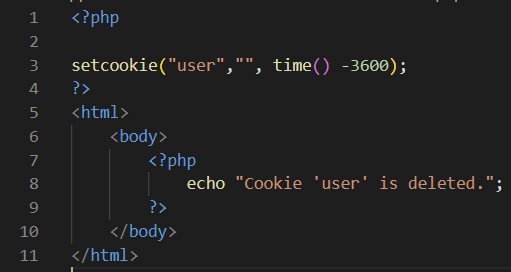 1 <?php
2
3 setcookie("user","", time() -3600);
4 ?>
5 <html>
6 <body>
7 <?php
8 echo "Cookie 'user' is deleted.";
9 ?>
10 </body>
11 </html>